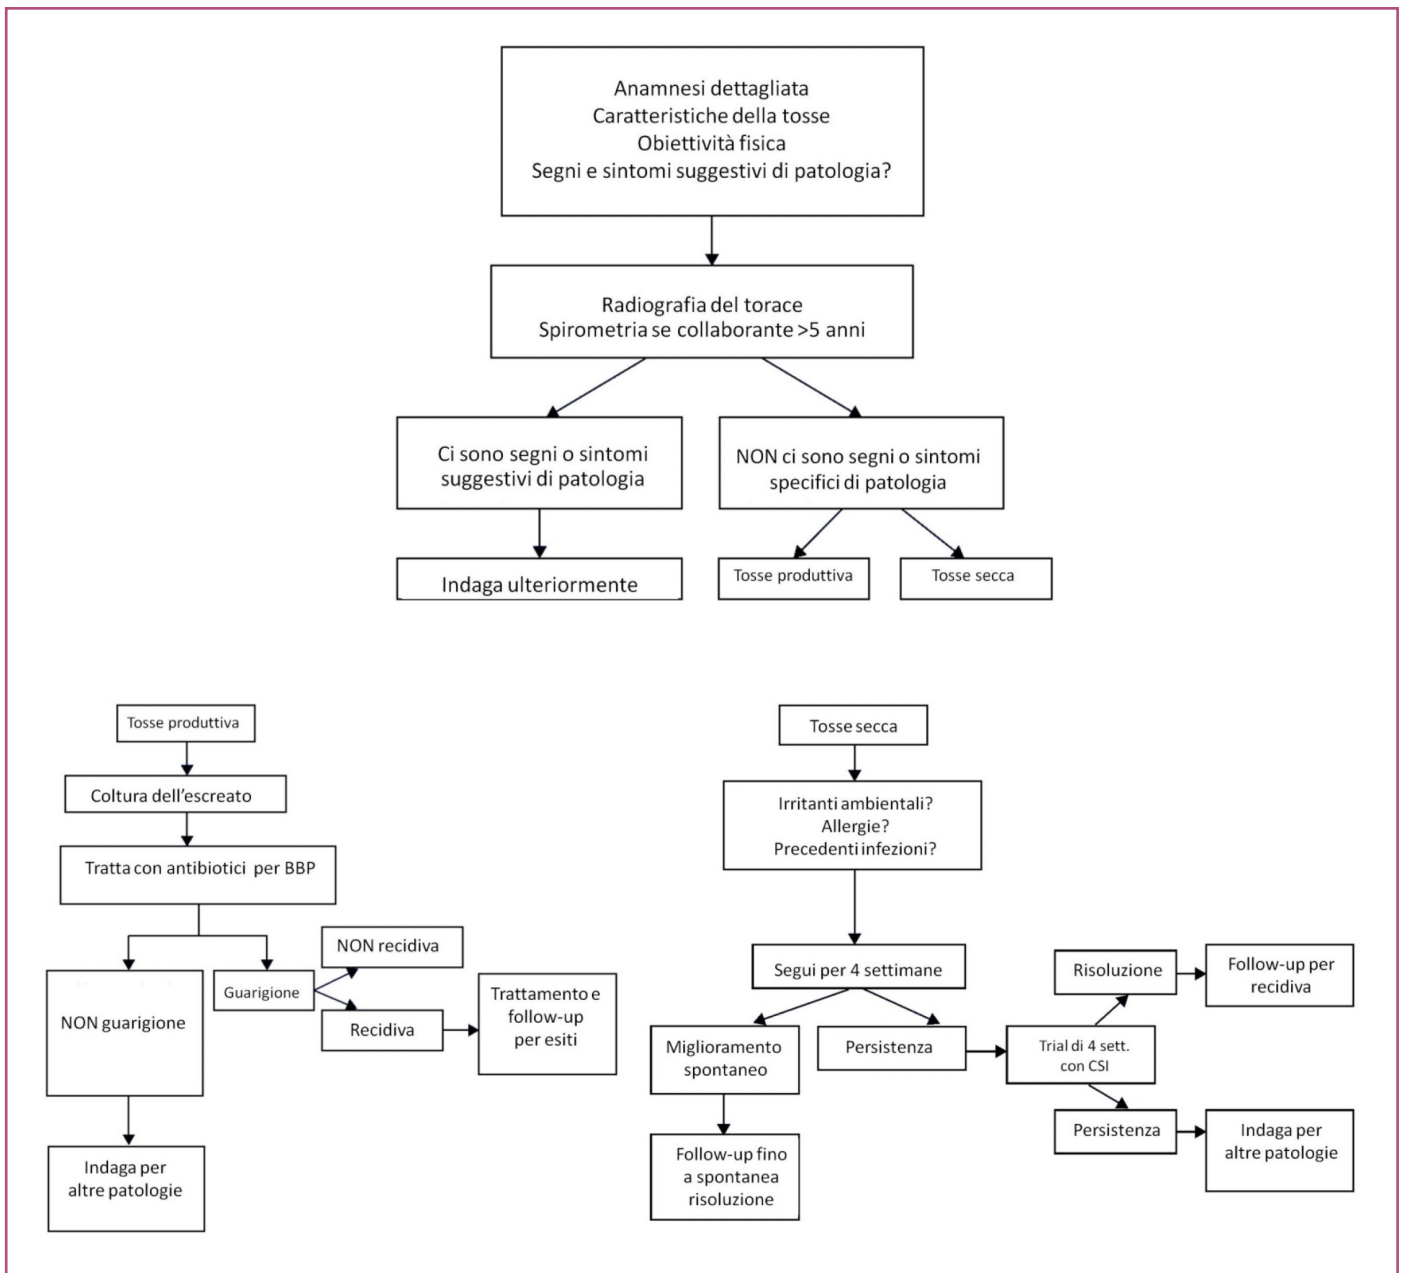 Anamnesi dettagliata
Caratteristiche della tosse
Obiettività fisica
Segni e sintomi suggestivi di patologia?
Radiografia del torace
Spirometria se collaborante >5 anni
Ci sono segni o sintomi
suggestivi di patologia
NON ci sono segni o sintomi
specifici di patologia
Indaga ulteriormente
Tosse produttiva
Tosse secca
Tosse produttiva
Coltura dell’escreato
Tratta con antibiotici per BBP
NON guarigione
Guarigione
NON recidiva
Recidiva
Trattamento e
follow-up
per esiti
Indaga per
altre patologie
Tosse secca
Irritanti ambientali?
Allergie?
Precedenti infezioni?
Segui per 4 settimane
Miglioramento
spontaneo
Persistenza
Follow-up fino
a spontanea
risoluzione
Trial di 4 sett.
con CSI
Risoluzione
Follow-up per
recidiva
Persistenza
Indaga per
altre patologie